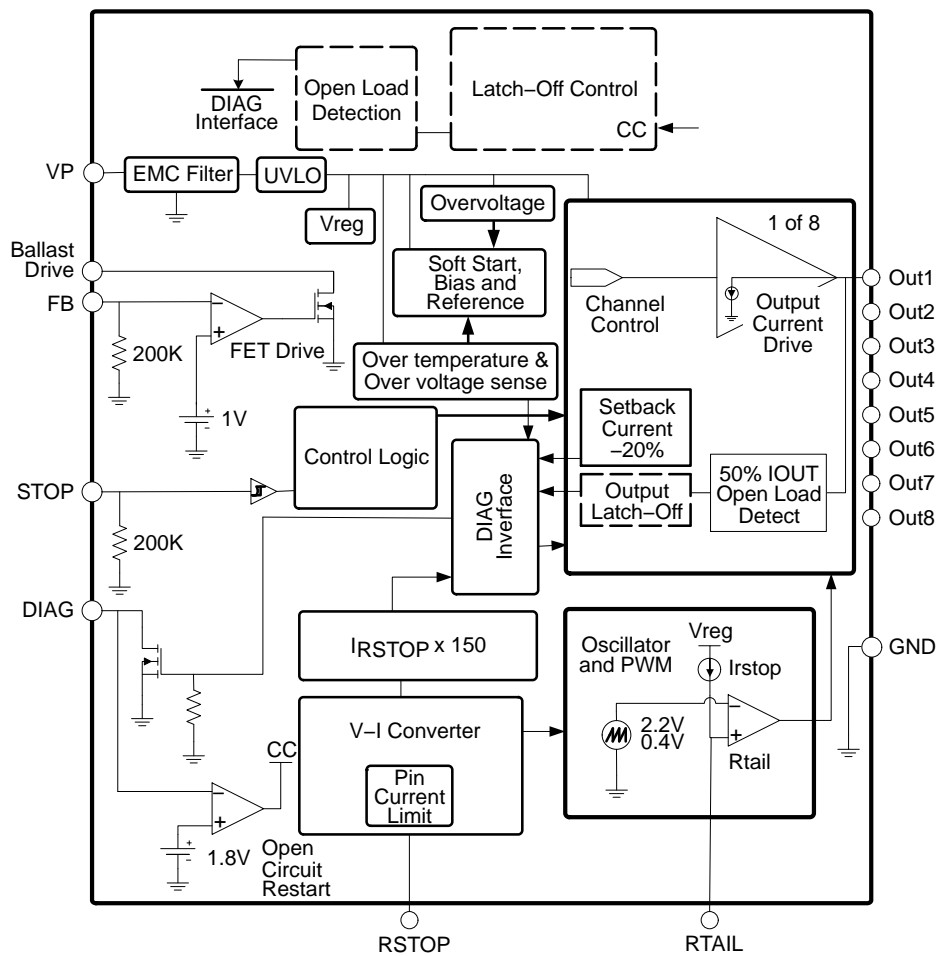 Open Load
Detection
Latch−Off Control
CC
DIAG
Interface
VP
EMC Filter
UVLO
Vreg
Overvoltage
Soft Start,
Bias and
Reference
Over temperature &
Over voltage sense
Ballast
Drive
FB
200K
+
−
−
+
FET Drive
1V
1 of 8
Channel
Control
Output
Current
Drive
Out1
Out2
Out3
Out4
Out5
Out6
Out7
Out8
Setback
Current
−20%
50% IOUT
Open Load
Detect
Output
Latch−Off
STOP
200K
Control Logic
DIAG
Inverface
DIAG
IRSTOP x 150
V−I Converter
Pin
Current
Limit
CC
−
+
+
−
1.8V
Open
Circuit
Restart
Oscillator
and PWM
Vreg
Irstop
2.2V
0.4V
−
+
Rtail
GND
RSTOP
RTAIL